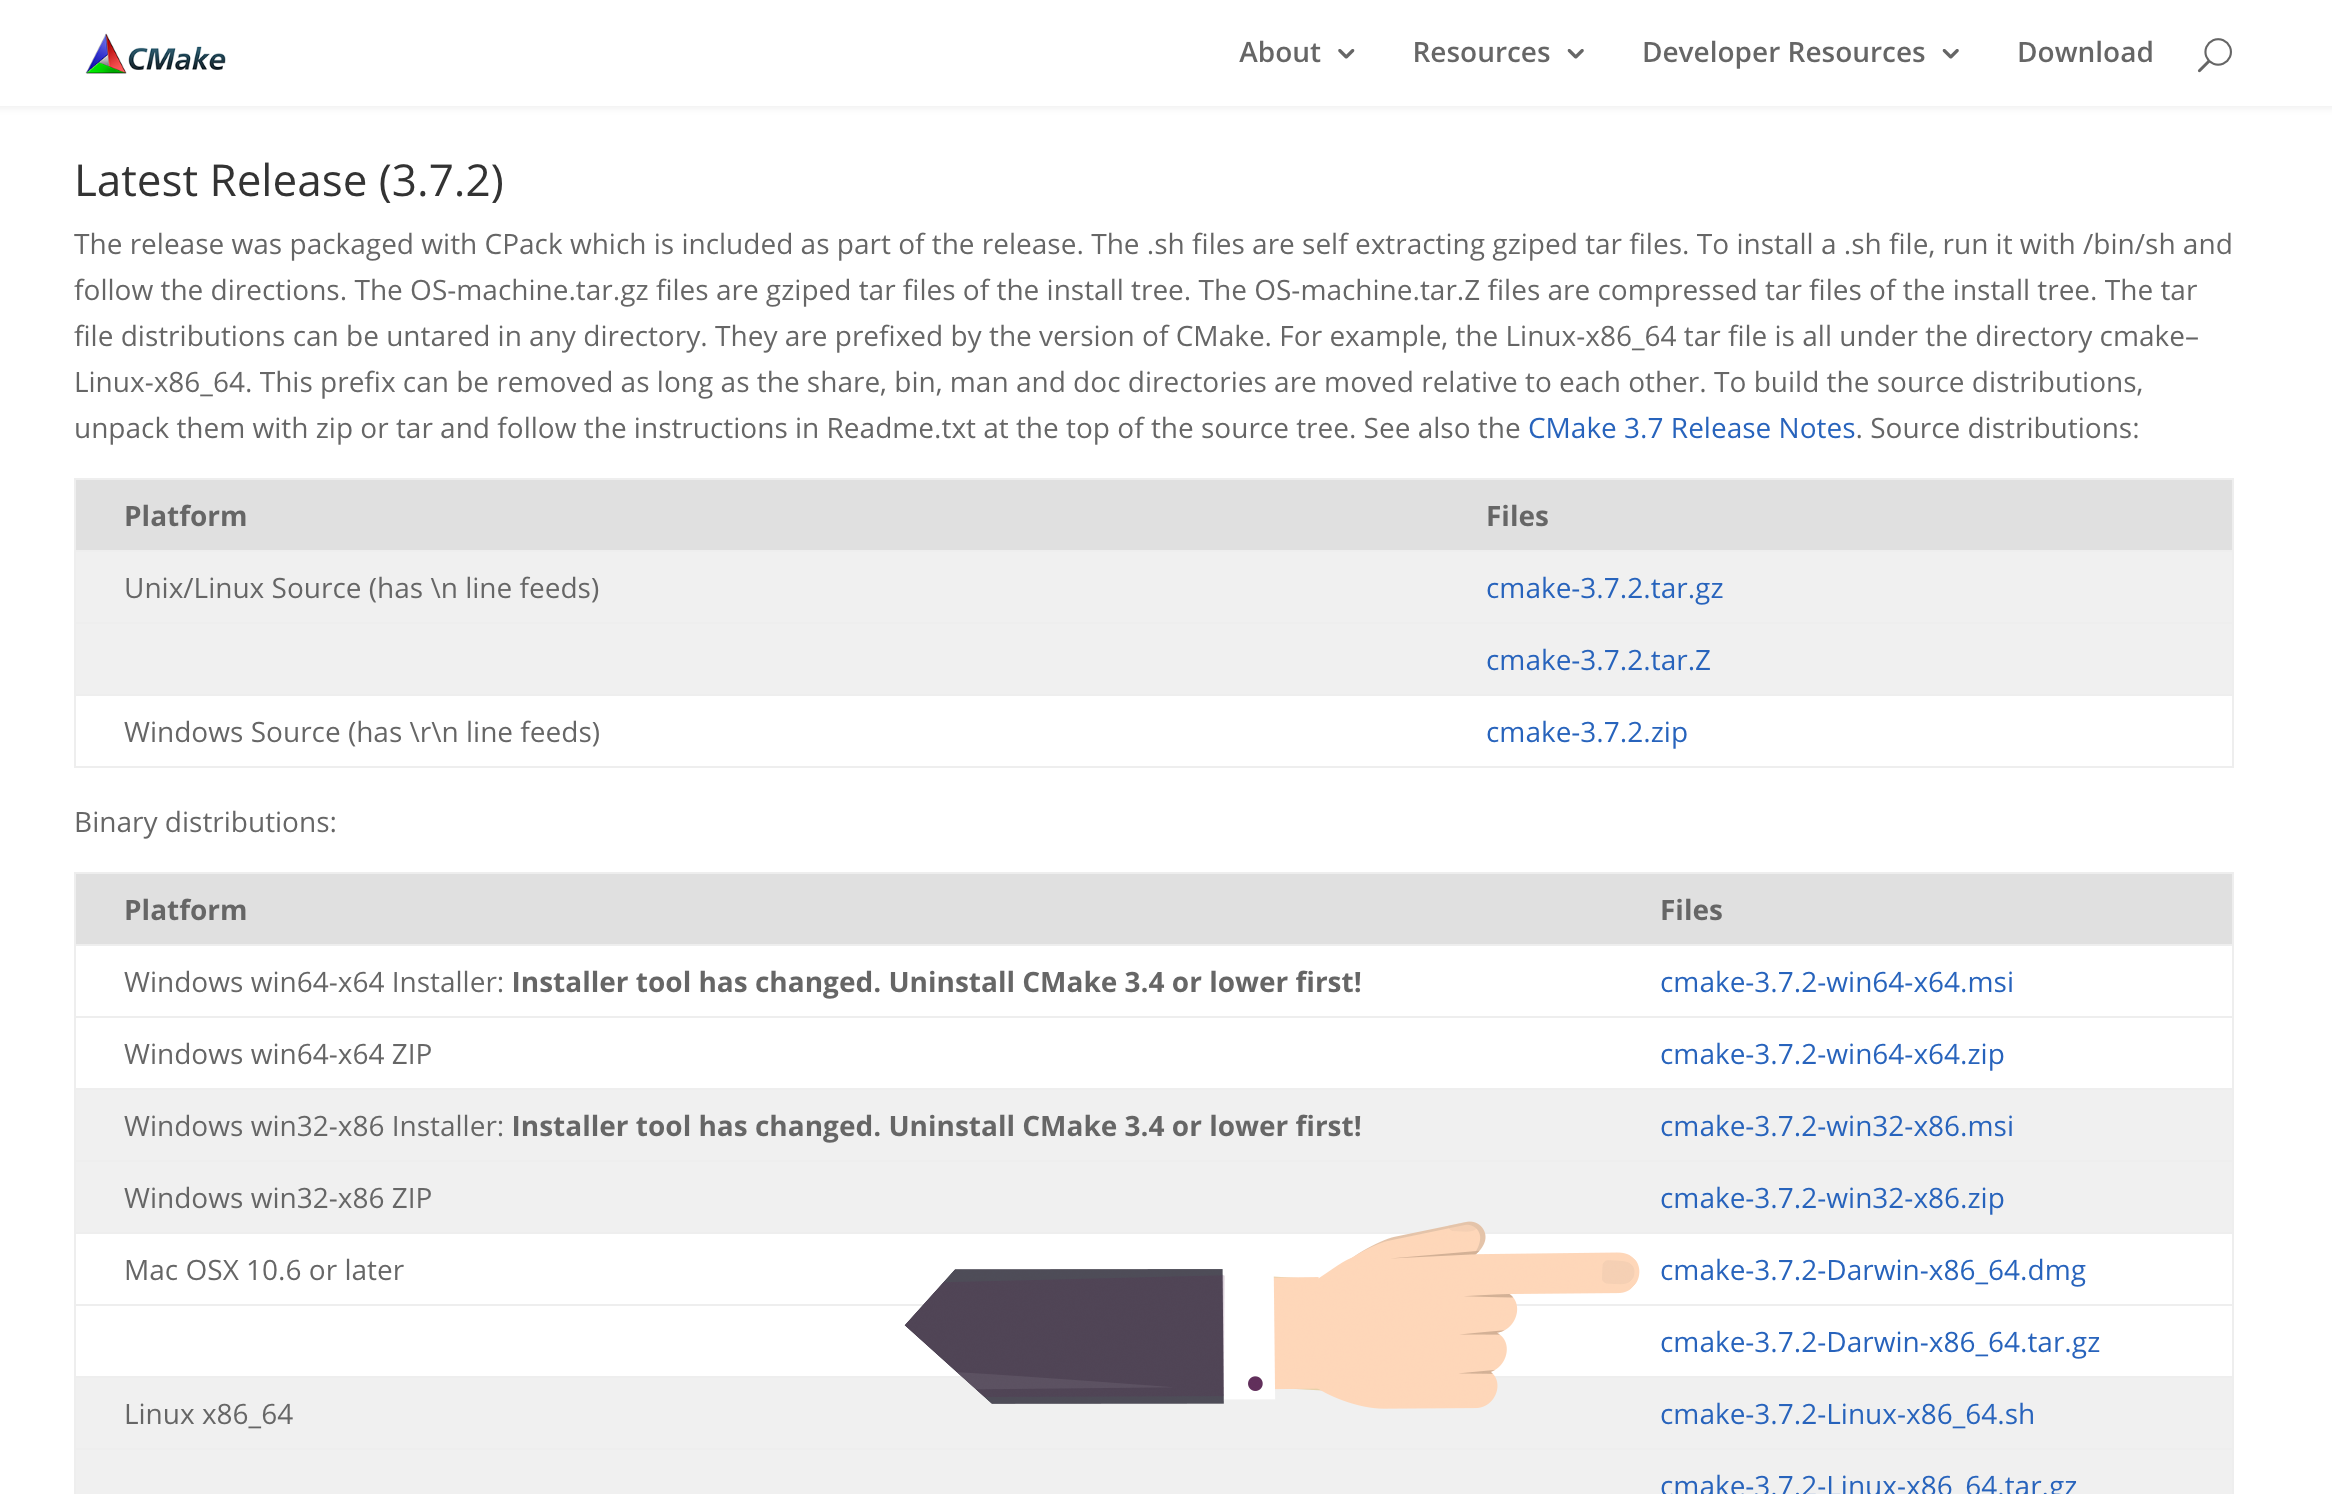 CMake
About
Resources
Developer Resources
Download
Latest Release (3.7.2)
The release was packaged with CPack which is included as part of the release. The .sh files are self extracting gziped tar files. To install a .sh file, run it with /bin/sh and
follow the directions. The OS-machine.tar.gz files are gziped tar files of the install tree. The OS-machine.tar.Z files are compressed tar files of the install tree. The tar
file distributions can be untared in any directory. They are prefixed by the version of CMake. For example, the Linux-x86_64 tar file is all under the directory cmake–
Linux-x86_64. This prefix can be removed as long as the share, bin, man and doc directories are moved relative to each other. To build the source distributions,
unpack them with zip or tar and follow the instructions in Readme.txt at the top of the source tree. See also the CMake 3.7 Release Notes. Source distributions:
Platform
Files
Unix/Linux Source (has \n line feeds)
cmake-3.7.2.tar.gz
cmake-3.7.2.tar.Z
Windows Source (has \r\n line feeds)
cmake-3.7.2.zip
Binary distributions:
Platform
Files
Windows win64-x64 Installer: Installer tool has changed. Uninstall CMake 3.4 or lower first!
cmake-3.7.2-win64-x64.msi
Windows win64-x64 ZIP
cmake-3.7.2-win64-x64.zip
Windows win32-x86 Installer: Installer tool has changed. Uninstall CMake 3.4 or lower first!
cmake-3.7.2-win32-x86.msi
Windows win32-x86 ZIP
cmake-3.7.2-win32-x86.zip
Mac OSX 10.6 or later
cmake-3.7.2-Darwin-x86_64.dmg
cmake-3.7.2-Darwin-x86_64.tar.gz
Linux x86_64
cmake-3.7.2-Linux-x86_64.sh
cmake-3.7.2-Linux-x86_64.tar.gz